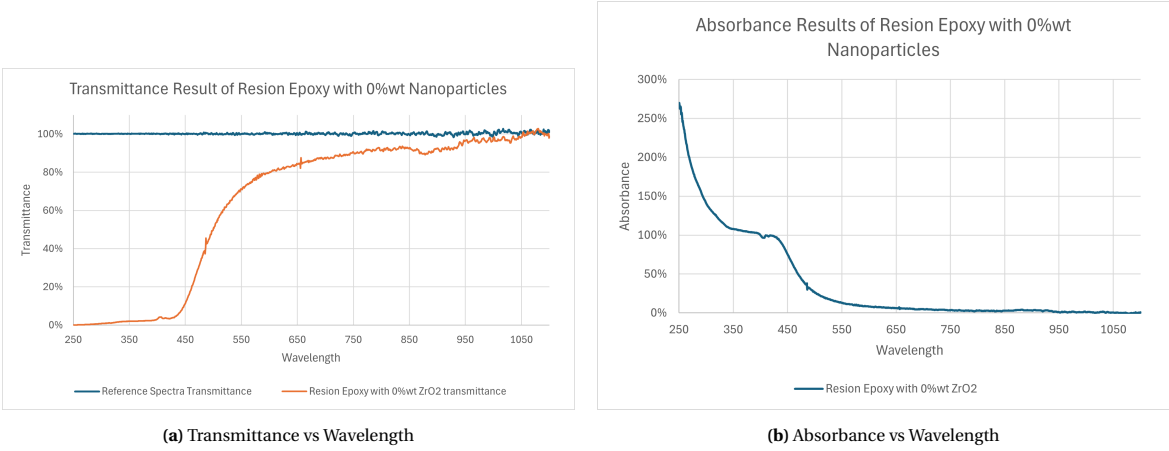 Transmittance Result of Resion Epoxy with 0%wt Nanoparticles
100%
80%
60%
40%
20%
0%
Transmittance
250 350 450 550 650 750 850 950 1050
Wavelength
Reference Spectra Transmittance
Resion Epoxy with 0%wt ZrO2 transmittance
(a) Transmittance vs Wavelength
Absorbance Results of Resion Epoxy with 0%wt
Nanoparticles
300%
250%
200%
150%
100%
50%
0%
Absorbance
250 350 450 550 650 750 850 950 1050
Wavelength
Resion Epoxy with 0%wt ZrO2
(b) Absorbance vs Wavelength